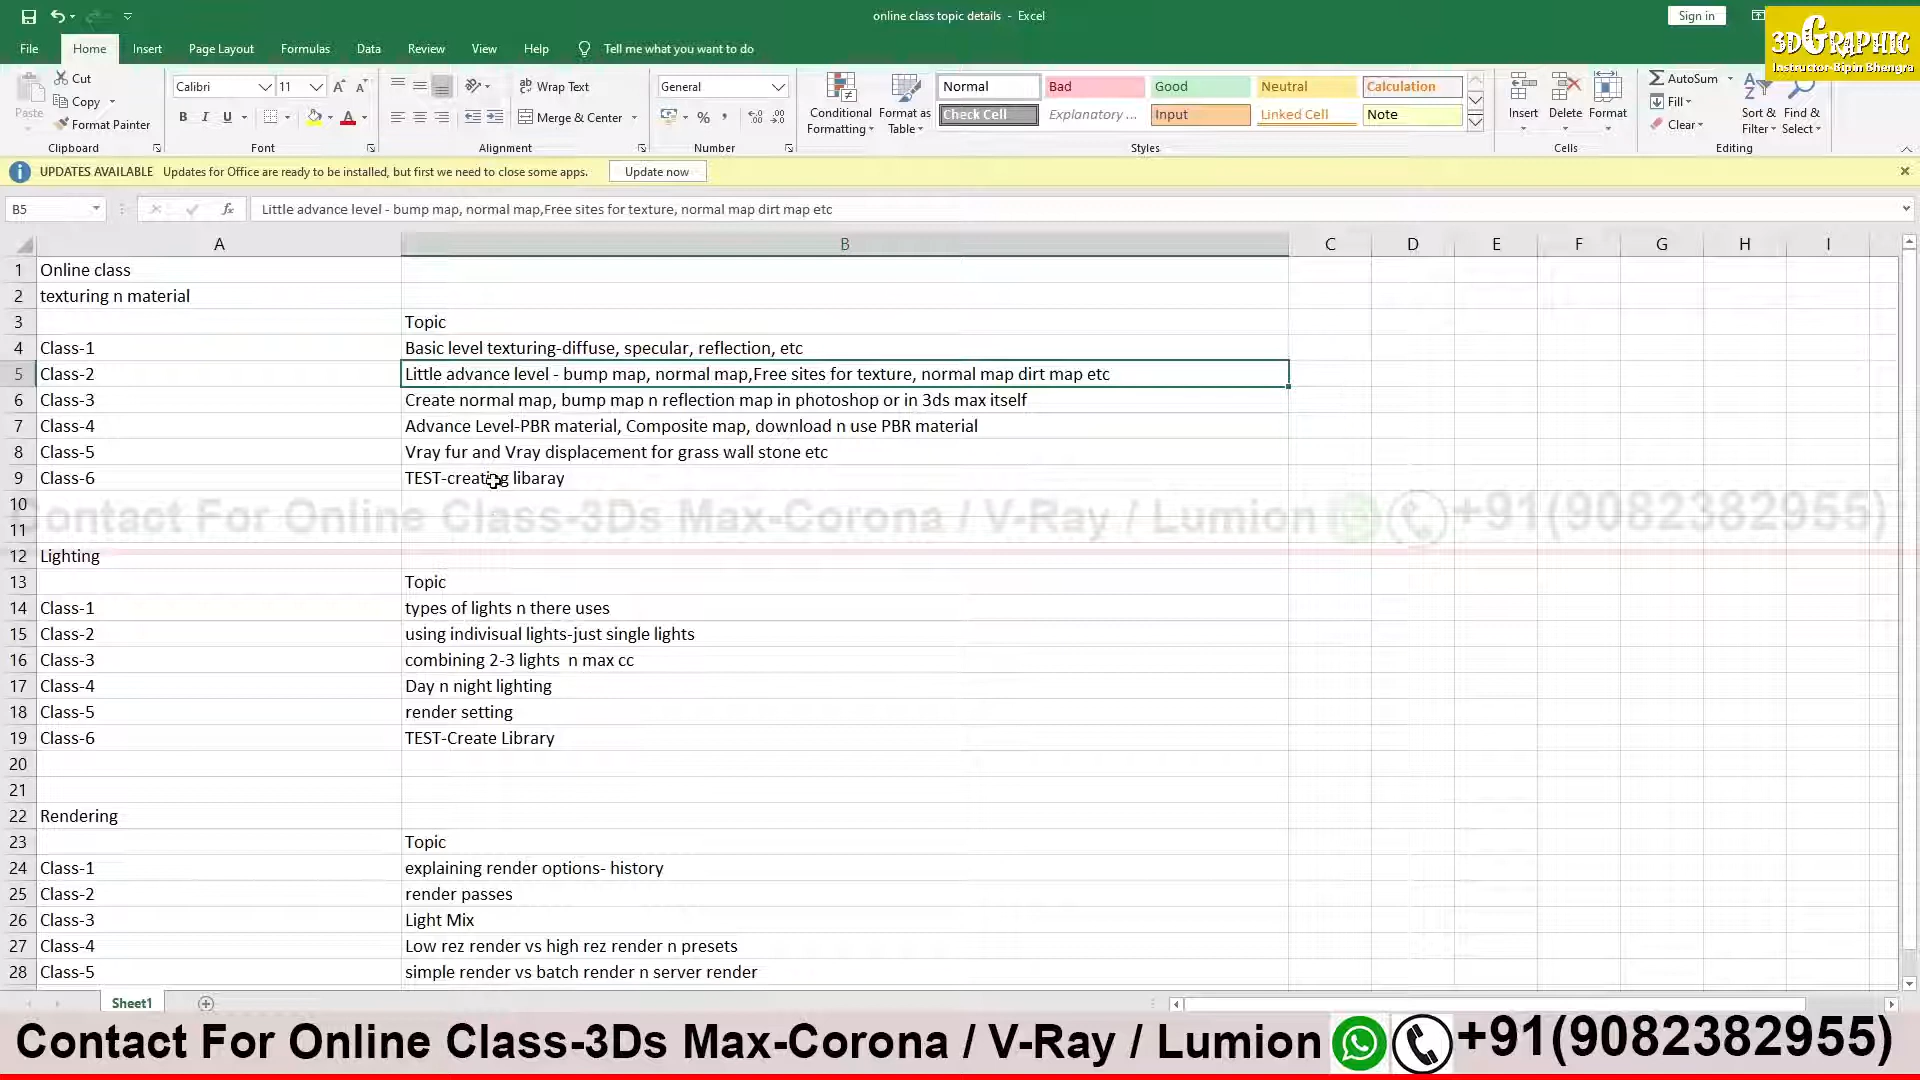 online class topic details - Excel
Sign in
3DGRAPHIC
Instructor-Bipin Bhengra
File Home Insert Page Layout Formulas Data Review View Help Tell me what you want to do
Paste
Cut
Copy
Format Painter
Clipboard
Calibri 11
B I U
Font
Wrap Text
Merge & Center
Alignment
General
Number
Conditional Formatting
Format as Table
Normal Bad Good Neutral Calculation
Check Cell Explanatory ... Input Linked Cell Note
Styles
Insert Delete Format
Cells
AutoSum
Fill
Clear
Sort & Filter
Find & Select
Editing
UPDATES AVAILABLE Updates for Office are ready to be installed, but first we need to close some apps. Update now
B5 fx Little advance level - bump map, normal map,Free sites for texture, normal map dirt map etc
A B C D E F G H I
1 Online class
2 texturing n material
3 Topic
4 Class-1 Basic level texturing-diffuse, specular, reflection, etc
5 Class-2 Little advance level - bump map, normal map,Free sites for texture, normal map dirt map etc
6 Class-3 Create normal map, bump map n reflection map in photoshop or in 3ds max itself
7 Class-4 Advance Level-PBR material, Composite map, download n use PBR material
8 Class-5 Vray fur and Vray displacement for grass wall stone etc
9 Class-6 TEST-creating libaray
10
Contact For Online Class-3Ds Max-Corona / V-Ray / Lumion +91(9082382955)
11
12 Lighting
13 Topic
14 Class-1 types of lights n there uses
15 Class-2 using indivisual lights-just single lights
16 Class-3 combining 2-3 lights n max cc
17 Class-4 Day n night lighting
18 Class-5 render setting
19 Class-6 TEST-Create Library
20
21
22 Rendering
23 Topic
24 Class-1 explaining render options- history
25 Class-2 render passes
26 Class-3 Light Mix
27 Class-4 Low rez render vs high rez render n presets
28 Class-5 simple render vs batch render n server render
Sheet1
Contact For Online Class-3Ds Max-Corona / V-Ray / Lumion +91(9082382955)